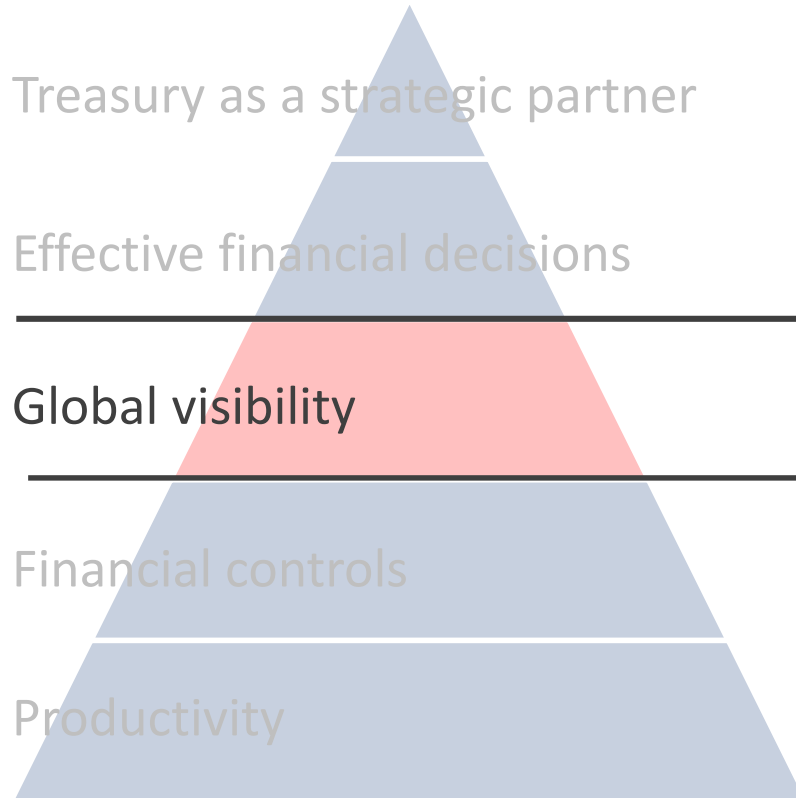 Treasury as a strategic partner
Effective financial decisions
Global visibility
Financial controls
Productivity